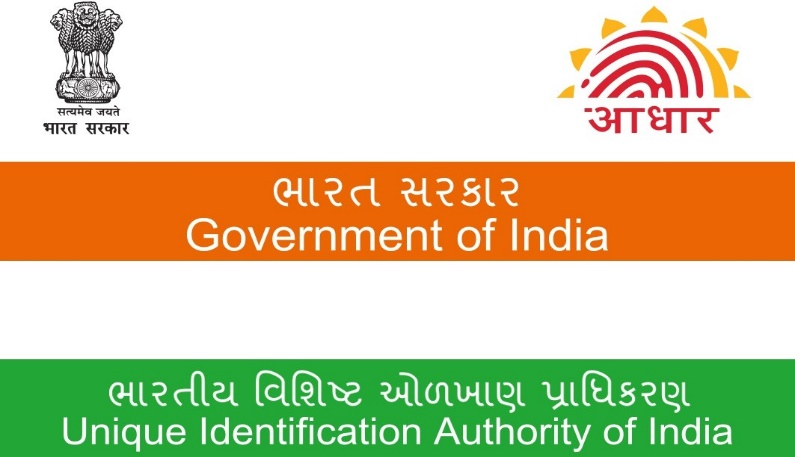 सत्यमेव जयते
भारत सरकार
आधार
ભારત સરકાર
Government of India
ભારતીય વિશિષ્ટ ઓળખાણ પ્રાધિકરણ
Unique Identification Authority of India